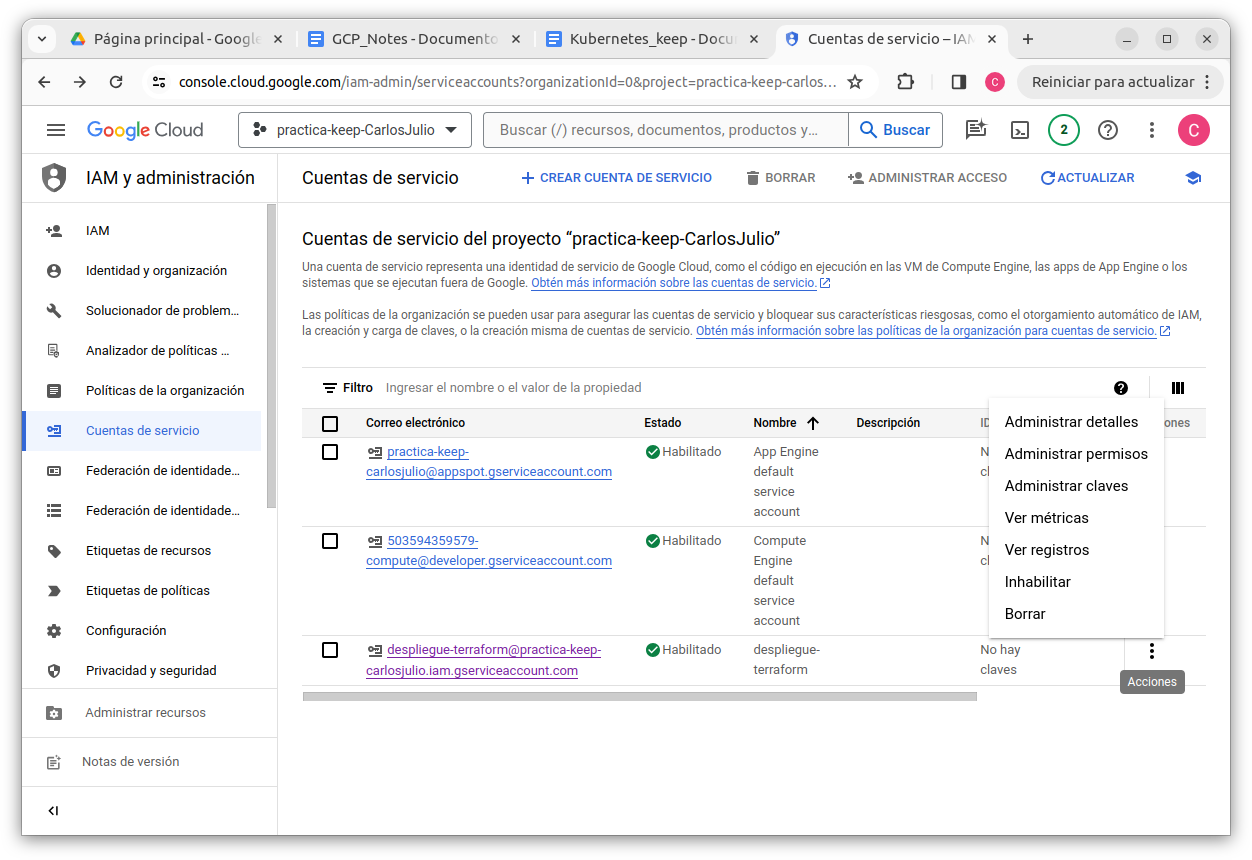 Página principal - Google
GCP_Notes - Documento
Kubernetes_keep - Docu
Cuentas de servicio – IAM
console.cloud.google.com/iam-admin/serviceaccounts?organizationId=0&project=practica-keep-carlos...
C
Reiniciar para actualizar
Google Cloud
practica-keep-CarlosJulio
Buscar (/) recursos, documentos, productos y...
Buscar
2
C
IAM y administración
Cuentas de servicio
CREAR CUENTA DE SERVICIO
BORRAR
ADMINISTRAR ACCESO
ACTUALIZAR
IAM
Identidad y organización
Solucionador de problem...
Analizador de políticas ...
Políticas de la organización
Cuentas de servicio
Federación de identidade...
Federación de identidade...
Etiquetas de recursos
Etiquetas de políticas
Configuración
Privacidad y seguridad
Administrar recursos
Notas de versión
Cuentas de servicio del proyecto “practica-keep-CarlosJulio”
Una cuenta de servicio representa una identidad de servicio de Google Cloud, como el código en ejecución en las VM de Compute Engine, las apps de App Engine o los
sistemas que se ejecutan fuera de Google. Obtén más información sobre las cuentas de servicio.
Las políticas de la organización se pueden usar para asegurar las cuentas de servicio y bloquear sus características riesgosas, como el otorgamiento automático de IAM,
la creación y carga de claves, o la creación misma de cuentas de servicio. Obtén más información sobre las políticas de la organización para cuentas de servicio.
Filtro
Ingresar el nombre o el valor de la propiedad
Correo electrónico
Estado
Nombre
Descripción
ID
ones
practica-keep-
carlosjulio@appspot.gserviceaccount.com
Habilitado
App Engine
default
service
account
N
cl
503594359579-
compute@developer.gserviceaccount.com
Habilitado
Compute
Engine
default
service
account
N
cl
despliegue-terraform@practica-keep-
carlosjulio.iam.gserviceaccount.com
Habilitado
despliegue-
terraform
No hay
claves
Administrar detalles
Administrar permisos
Administrar claves
Ver métricas
Ver registros
Inhabilitar
Borrar
Acciones